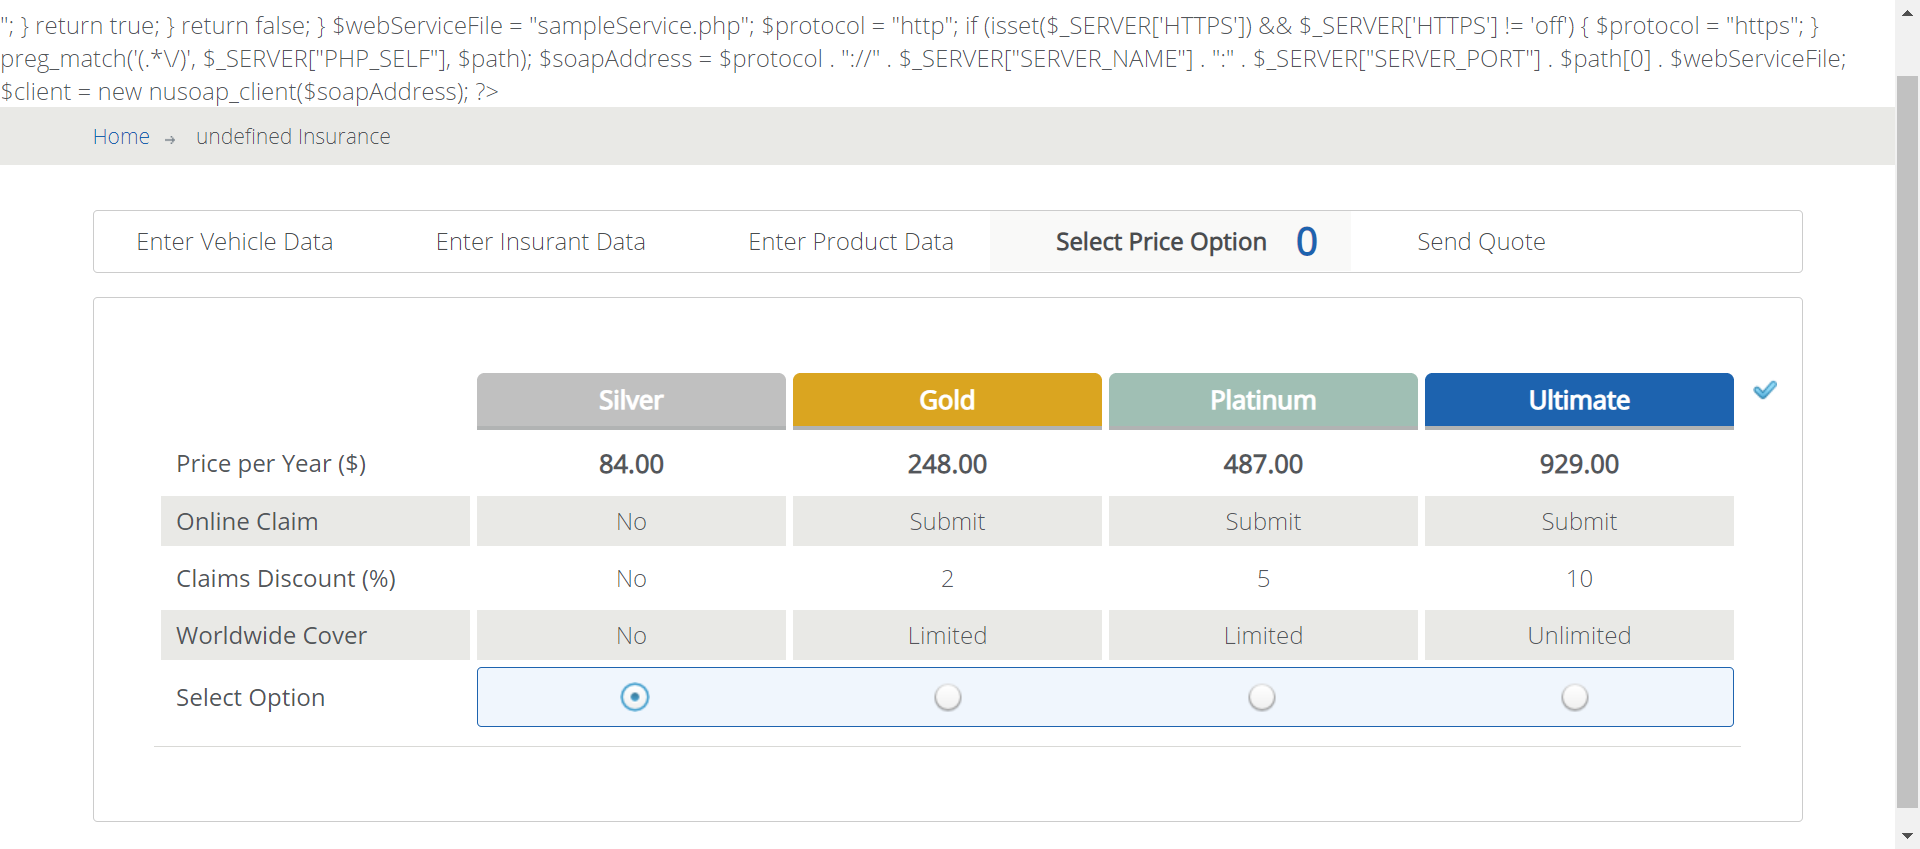 "; } return true; } return false; } $webServiceFile = "sampleService.php"; $protocol = "http"; if (isset($_SERVER['HTTPS']) && $_SERVER['HTTPS'] != 'off') { $protocol = "https"; }
preg_match('(.*\/)', $_SERVER["PHP_SELF"], $path); $soapAddress = $protocol . "://" . $_SERVER["SERVER_NAME"] . ":" . $_SERVER["SERVER_PORT"] . $path[0] . $webServiceFile;
$client = new nusoap_client($soapAddress); ?>
Home → undefined Insurance
Enter Vehicle Data Enter Insurant Data Enter Product Data Select Price Option 0 Send Quote
Silver Gold Platinum Ultimate
Price per Year ($) 84.00 248.00 487.00 929.00
Online Claim No Submit Submit Submit
Claims Discount (%) No 2 5 10
Worldwide Cover No Limited Limited Unlimited
Select Option